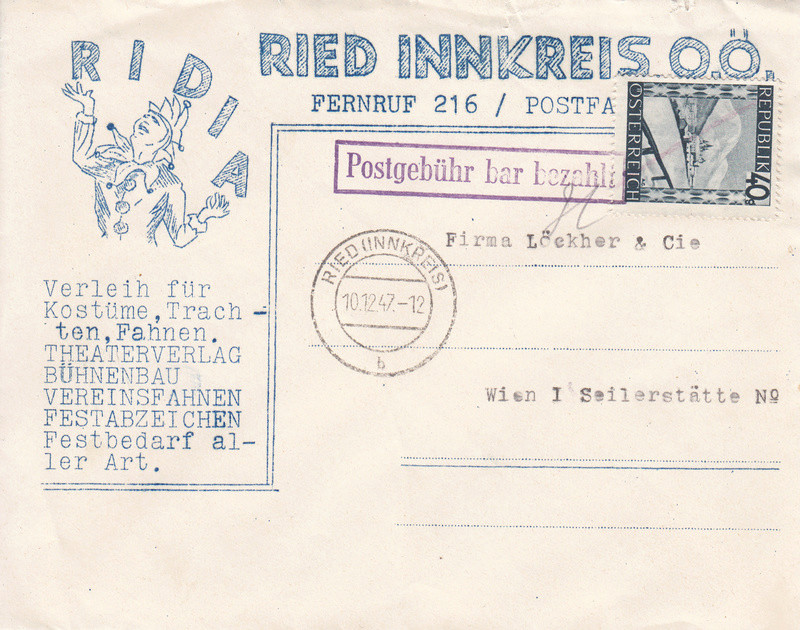 RIDIA
RIED INNKREIS O.Ö.
FERNRUF 216 / POSTFA
REPUBLIK
ÖSTERREICH
40g
Postgebühr bar bezahlt
Firma Löckher & Cie
RIED (INNKREIS)
10.12.47.-12
b
Wien I Seilerstätte Nº
Verleih für
Kostüme, Trach-
ten, Fahnen.
THEATERVERLAG
BÜHNENBAU
VEREINSFAHNEN
FESTABZEICHEN
Festbedarf al-
ler Art.